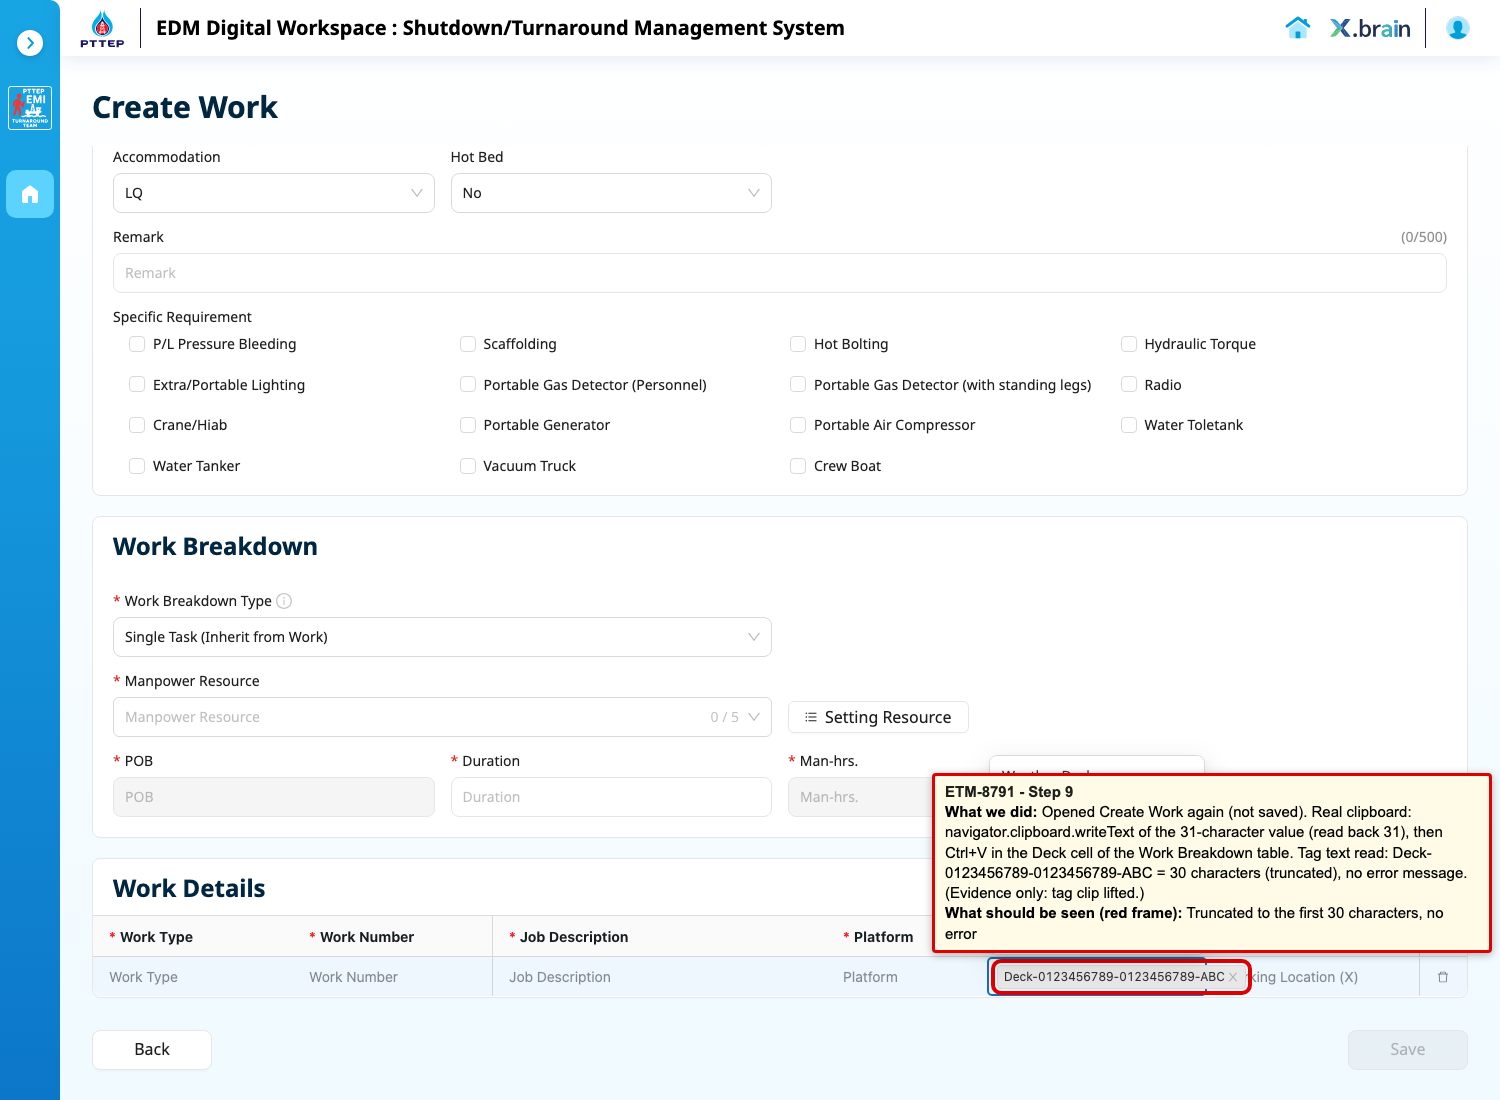 PTTEP
EDM Digital Workspace : Shutdown/Turnaround Management System
X.brain
PTTEP
EMI
TURNAROUND
TEAM
Create Work
Accommodation
Hot Bed
LQ
No
Remark
(0/500)
Remark
Specific Requirement
P/L Pressure Bleeding
Scaffolding
Hot Bolting
Hydraulic Torque
Extra/Portable Lighting
Portable Gas Detector (Personnel)
Portable Gas Detector (with standing legs)
Radio
Crane/Hiab
Portable Generator
Portable Air Compressor
Water Toletank
Water Tanker
Vacuum Truck
Crew Boat
Work Breakdown
* Work Breakdown Type
Single Task (Inherit from Work)
* Manpower Resource
Manpower Resource
0 / 5
Setting Resource
* POB
* Duration
* Man-hrs.
POB
Duration
Man-hrs.
ETM-8791 - Step 9
What we did: Opened Create Work again (not saved). Real clipboard:
navigator.clipboard.writeText of the 31-character value (read back 31), then
Ctrl+V in the Deck cell of the Work Breakdown table. Tag text read: Deck-
0123456789-0123456789-ABC = 30 characters (truncated), no error message.
(Evidence only: tag clip lifted.)
What should be seen (red frame): Truncated to the first 30 characters, no
error
Work Details
* Work Type
* Work Number
* Job Description
* Platform
Work Type
Work Number
Job Description
Platform
Deck-0123456789-0123456789-ABC
king Location (X)
Back
Save